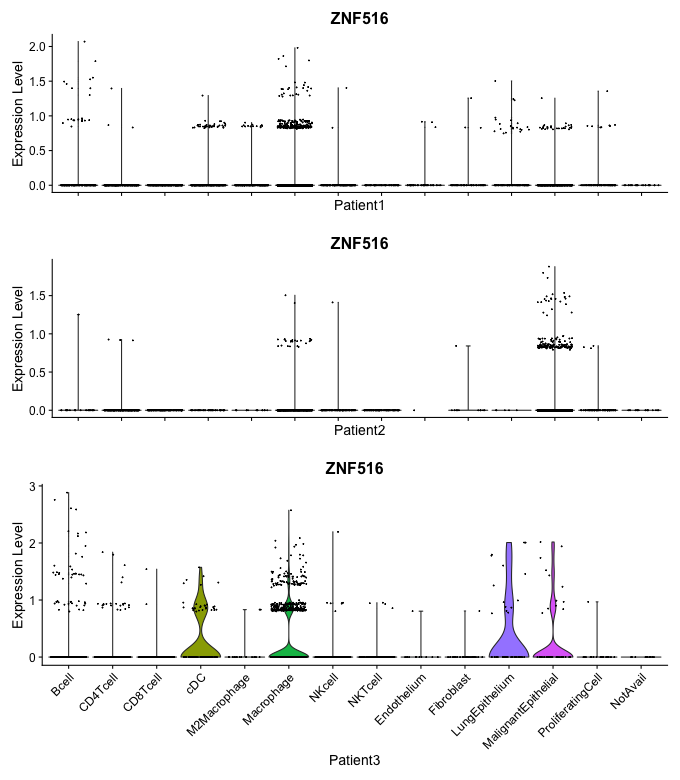 ZNF516
Expression Level
2.0
1.5
1.0
0.5
0.0
Patient1
ZNF516
Expression Level
1.5
1.0
0.5
0.0
Patient2
ZNF516
Expression Level
3
2
1
0
Bcell
CD4Tcell
CD8Tcell
cDC
M2Macrophage
Macrophage
NKcell
NKTcell
Endothelium
Fibroblast
LungEpithelium
MalignantEpithelial
ProliferatingCell
NotAvail
Patient3